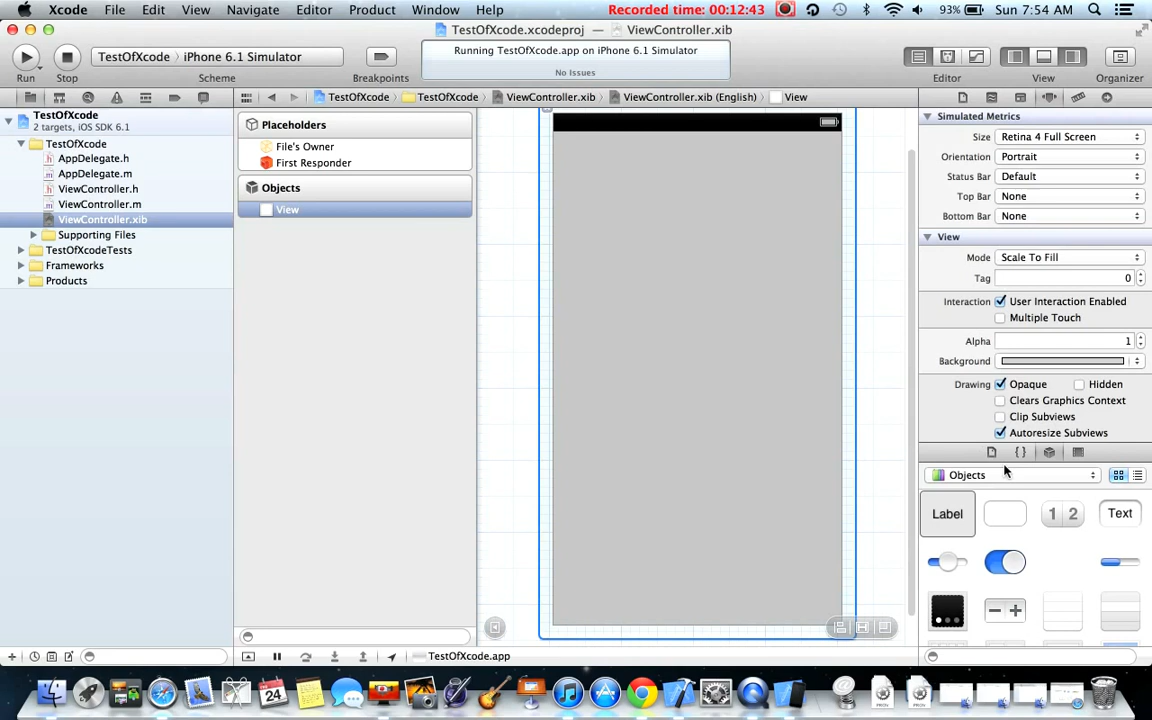 Xcode File Edit View Navigate Editor Product Window Help Recorded time: 00:12:43 93% Sun 7:54 AM
TestOfXcode.xcodeproj — ViewController.xib
TestOfXcode iPhone 6.1 Simulator
Running TestOfXcode.app on iPhone 6.1 Simulator
No Issues
Run Stop Scheme Breakpoints Editor View Organizer
TestOfXcode
2 targets, iOS SDK 6.1
TestOfXcode
AppDelegate.h
AppDelegate.m
ViewController.h
ViewController.m
ViewController.xib
Supporting Files
TestOfXcodeTests
Frameworks
Products
TestOfXcode TestOfXcode ViewController.xib ViewController.xib (English) View
Placeholders
File's Owner
First Responder
Objects
View
Simulated Metrics
Size Retina 4 Full Screen
Orientation Portrait
Status Bar Default
Top Bar None
Bottom Bar None
View
Mode Scale To Fill
Tag 0
Interaction User Interaction Enabled
Multiple Touch
Alpha 1
Background
Drawing Opaque Hidden
Clears Graphics Context
Clip Subviews
Autoresize Subviews
{ }
Objects
Label 1 2 Text
TestOfXcode.app
24